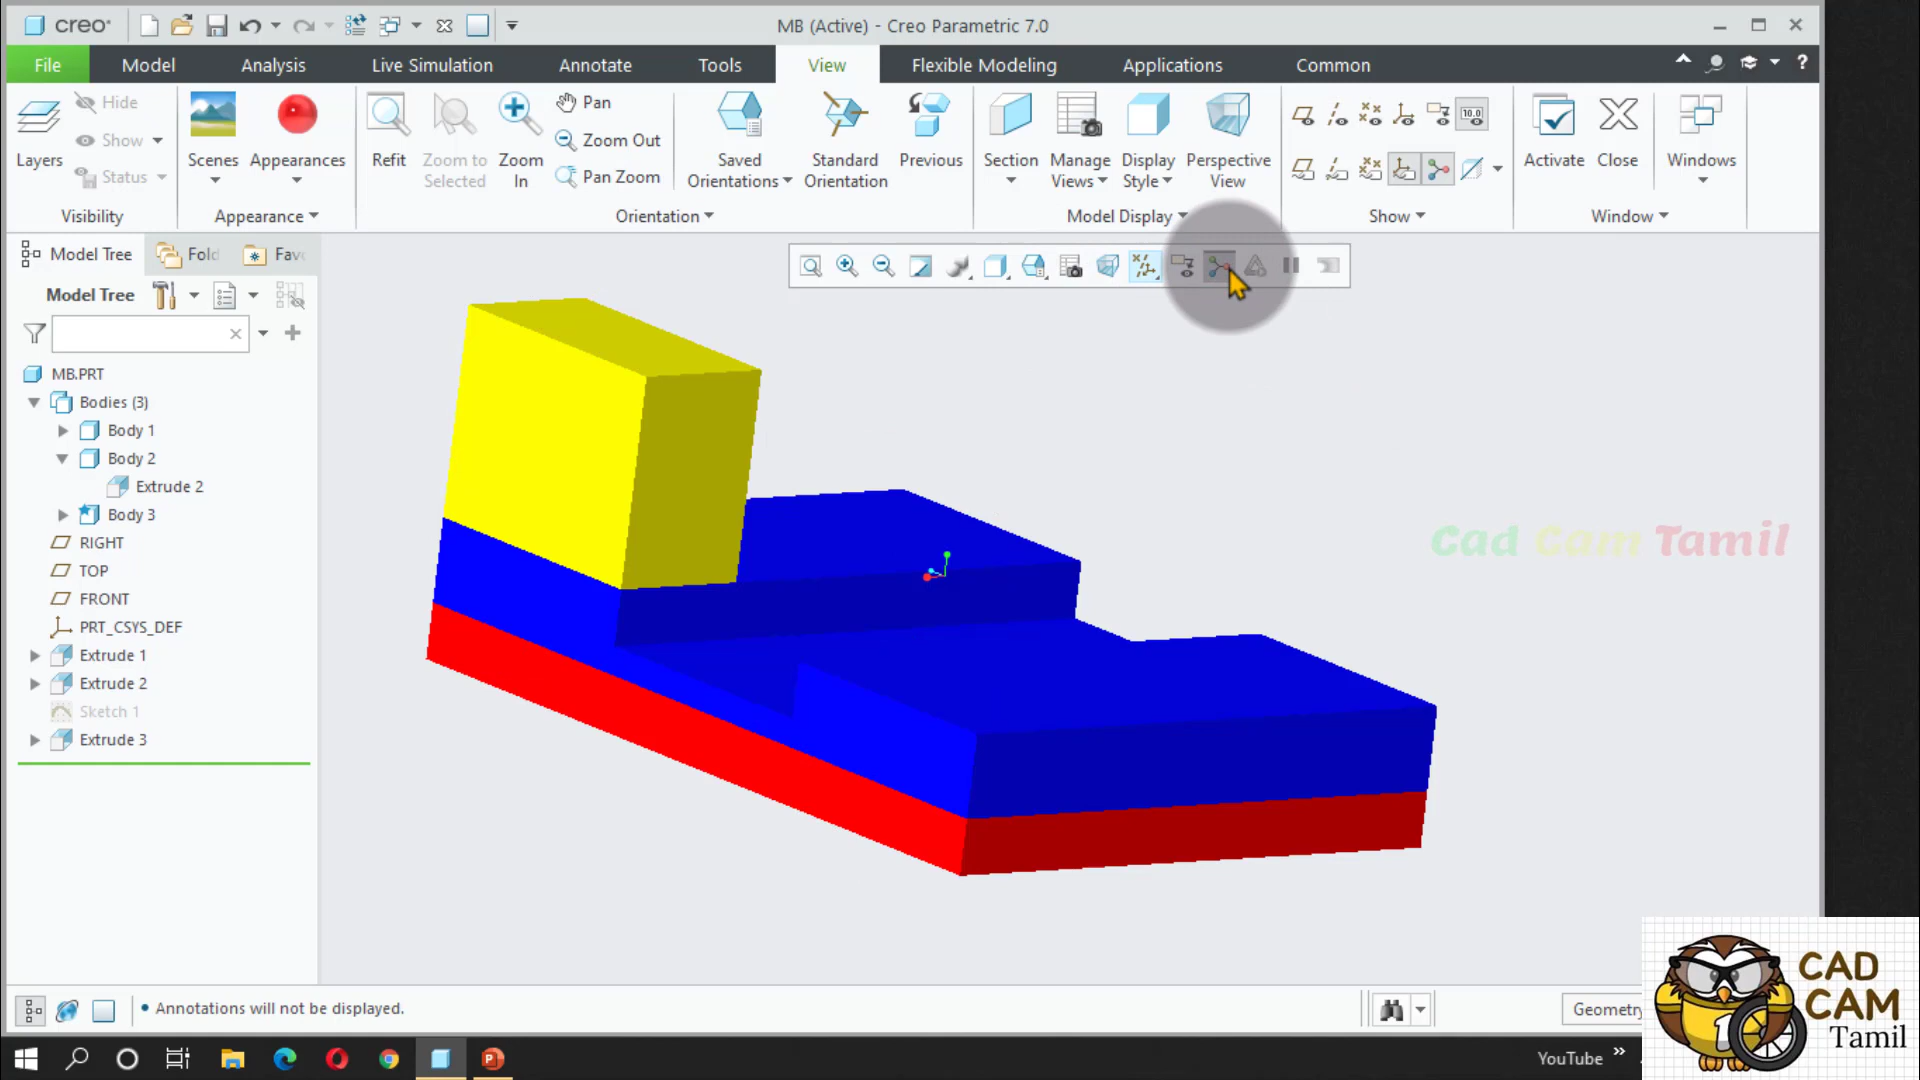 creo
MB (Active) - Creo Parametric 7.0
File Model Analysis Live Simulation Annotate Tools View Flexible Modeling Applications Common
Layers
Hide
Show
Status
Visibility
Scenes
Appearances
Appearance
Refit
Zoom to Selected
Zoom In
Pan
Zoom Out
Pan Zoom
Saved Orientations
Standard Orientation
Previous
Orientation
Section
Manage Views
Display Style
Perspective View
Model Display
10.0
Show
Activate
Close
Windows
Window
Model Tree Fold Fav
Model Tree
MB.PRT
Bodies (3)
Body 1
Body 2
Extrude 2
Body 3
RIGHT
TOP
FRONT
PRT_CSYS_DEF
Extrude 1
Extrude 2
Sketch 1
Extrude 3
Cad Cam Tamil
• Annotations will not be displayed.
Geometry
CAD
CAM
Tamil
YouTube